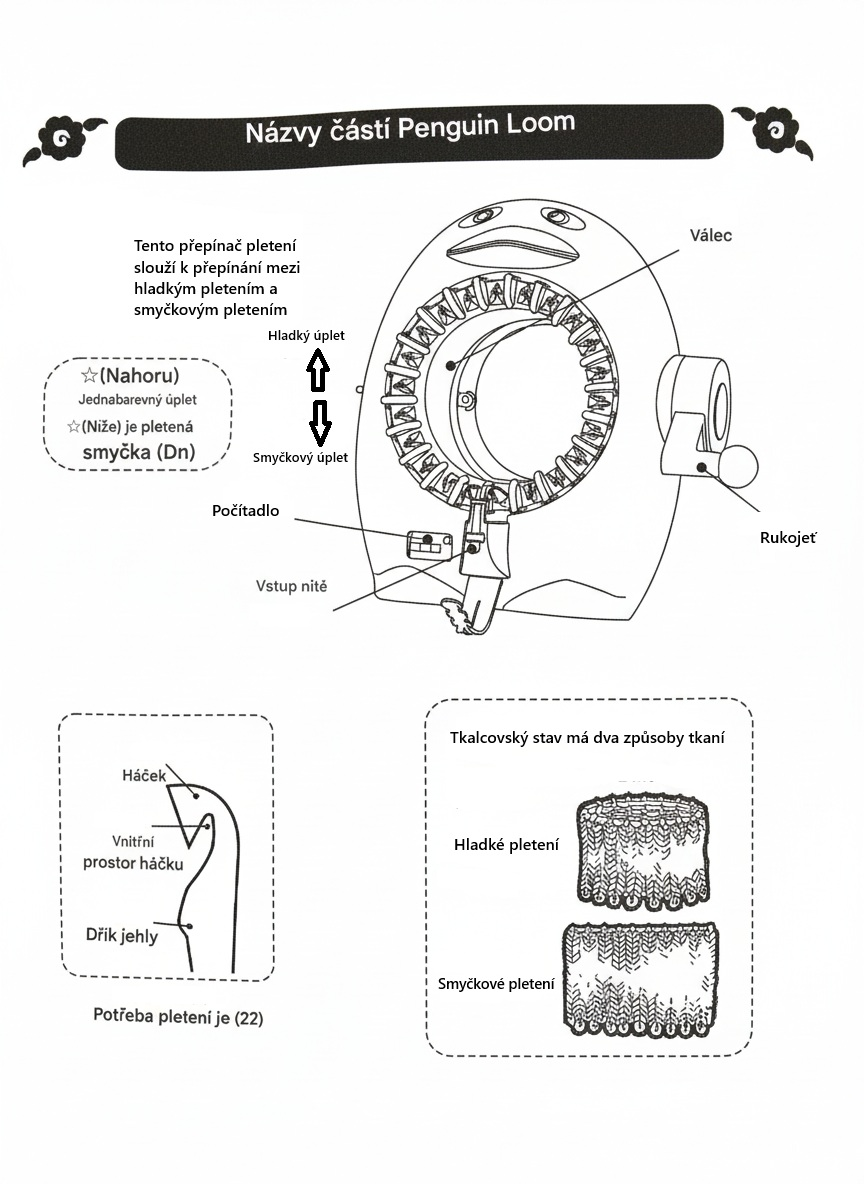 Názvy částí Penguin Loom
Tento přepínač pletení
slouží k přepínání mezi
hladkým pletením a
smyčkovým pletením
Válec
Hladký úplet
☆(Nahoru)
Jednabarevný úplet
☆(Niže) je pletená
smyčka (Dn)
Smyčkový úplet
Počítadlo
Rukojeť
Vstup nitě
Tkalcovský stav má dva způsoby tkaní
Háček
Vnitřní
prostor háčku
Hladké pletení
Dřik jehly
Smyčkové pletení
Potřeba pletení je (22)